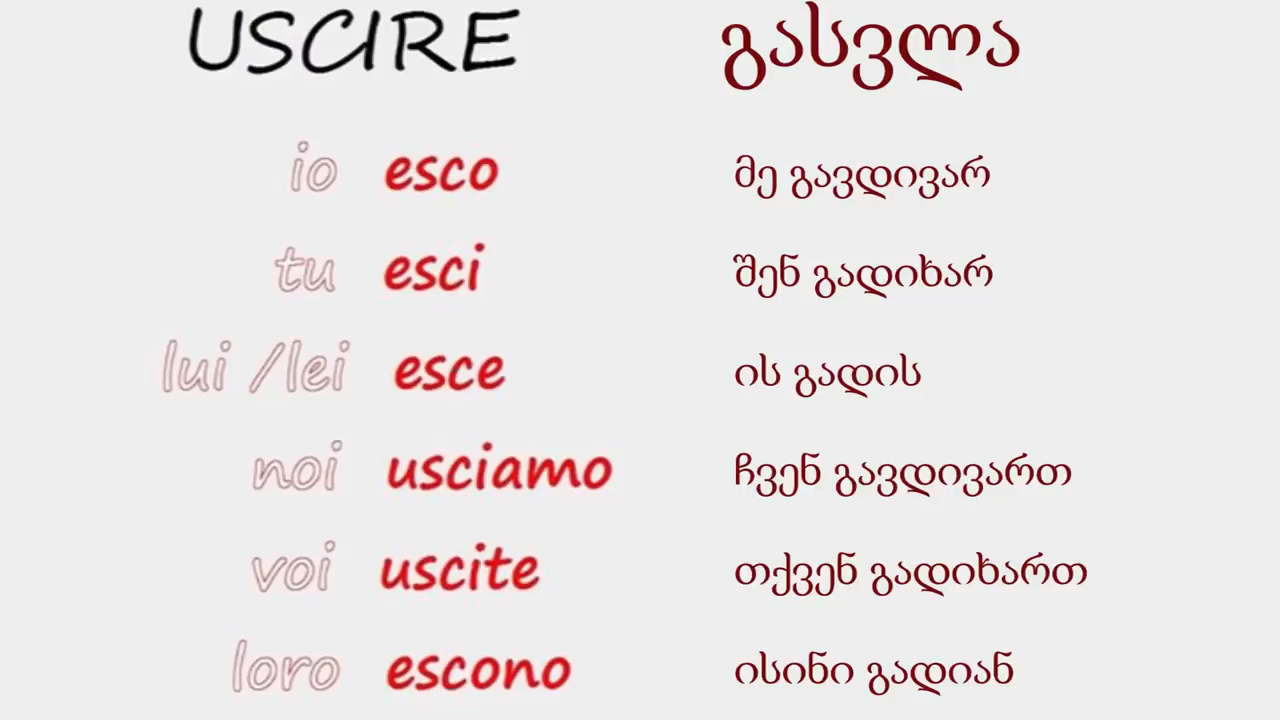 USCIRE გასვლა
io esco მე გავდივარ
tu esci შენ გადიხარ
lui /lei esce ის გადის
noi usciamo ჩვენ გავდივართ
voi uscite თქვენ გადიხართ
loro escono ისინი გადიან